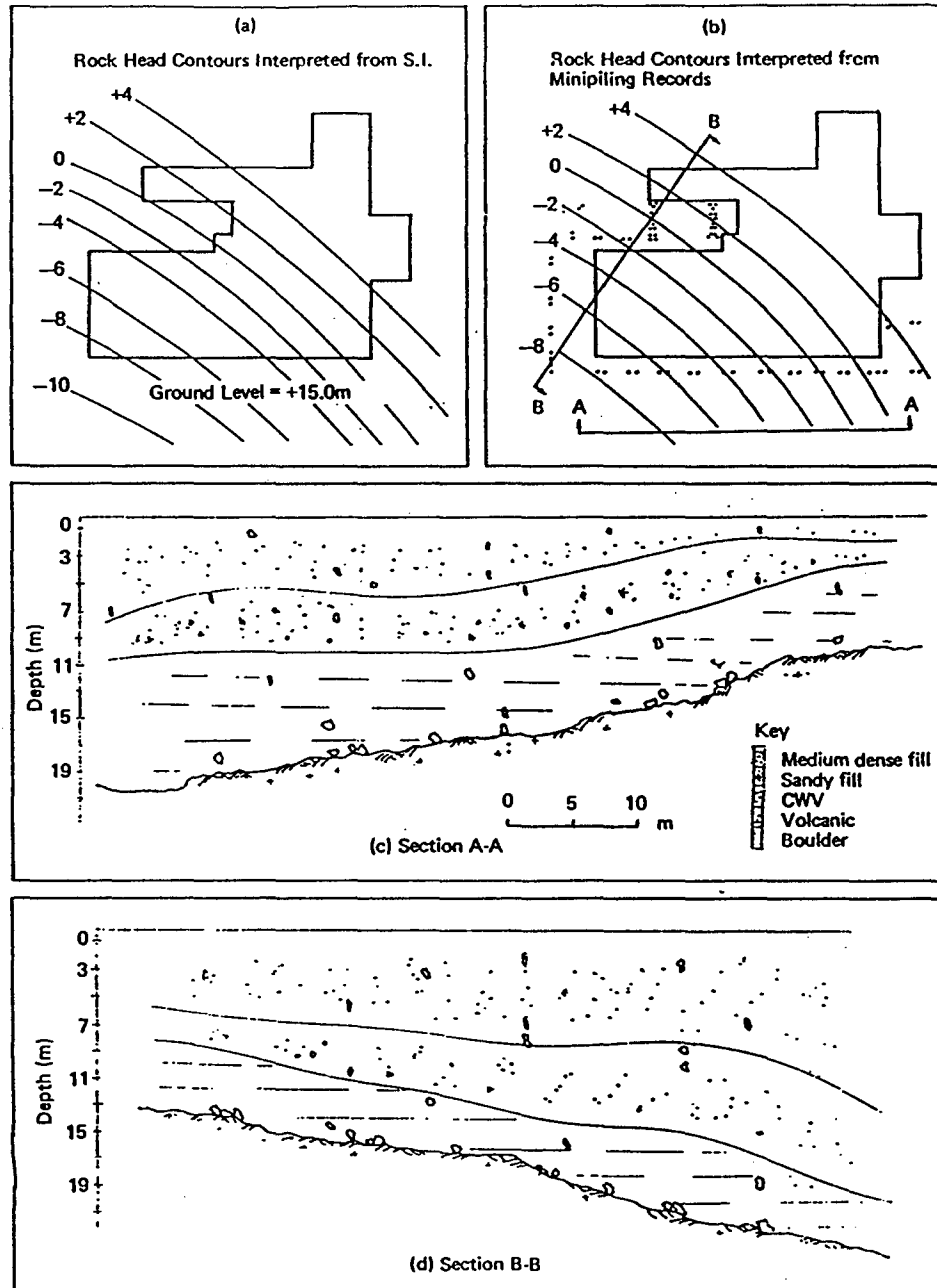 (a)
Rock Head Contours Interpreted from S.I.
+4
+2
0
−2
−4
−6
−8
−10
Ground Level = +15.0m
(b)
Rock Head Contours Interpreted from
Minipiling Records
+4
B
+2
0
−2
−4
−6
−8
B
A
A
0
3
7
11
15
19
Depth (m)
0 5 10
m
(c) Section A-A
Key
Medium dense fill
Sandy fill
CWV
Volcanic
Boulder
0
3
7
11
15
19
Depth (m)
(d) Section B-B